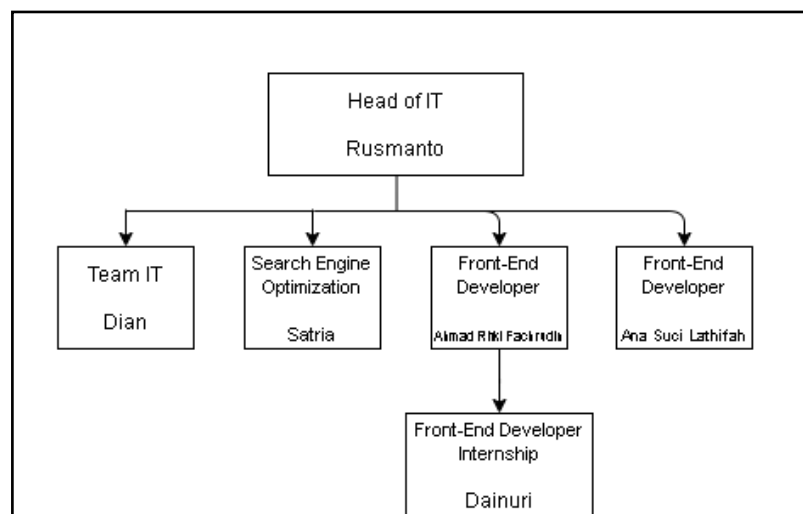 Head of IT
Rusmanto
Team IT
Dian
Search Engine
Optimization
Satria
Front-End
Developer
Ahmad
Front-End
Developer
Ana Suci Lathifah
Front-End Developer
Internship
Dainuri